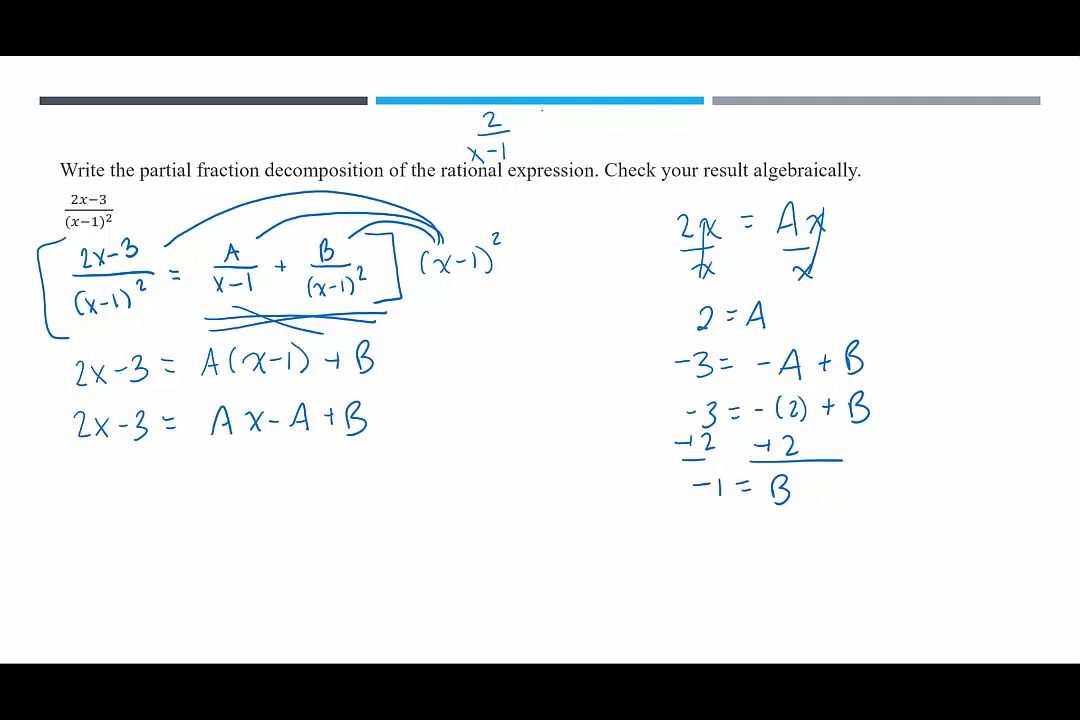 2/(x-1)
Write the partial fraction decomposition of the rational expression. Check your result algebraically.
2x−3/(x−1)²
[2x-3/(x-1)² = A/(x-1) + B/(x-1)²] (x-1)²
2x-3 = A(x-1) + B
2x-3 = Ax - A + B
2x/x = Ax/x
2 = A
-3 = -A + B
-3 = -(2) + B
+2 +2
-1 = B